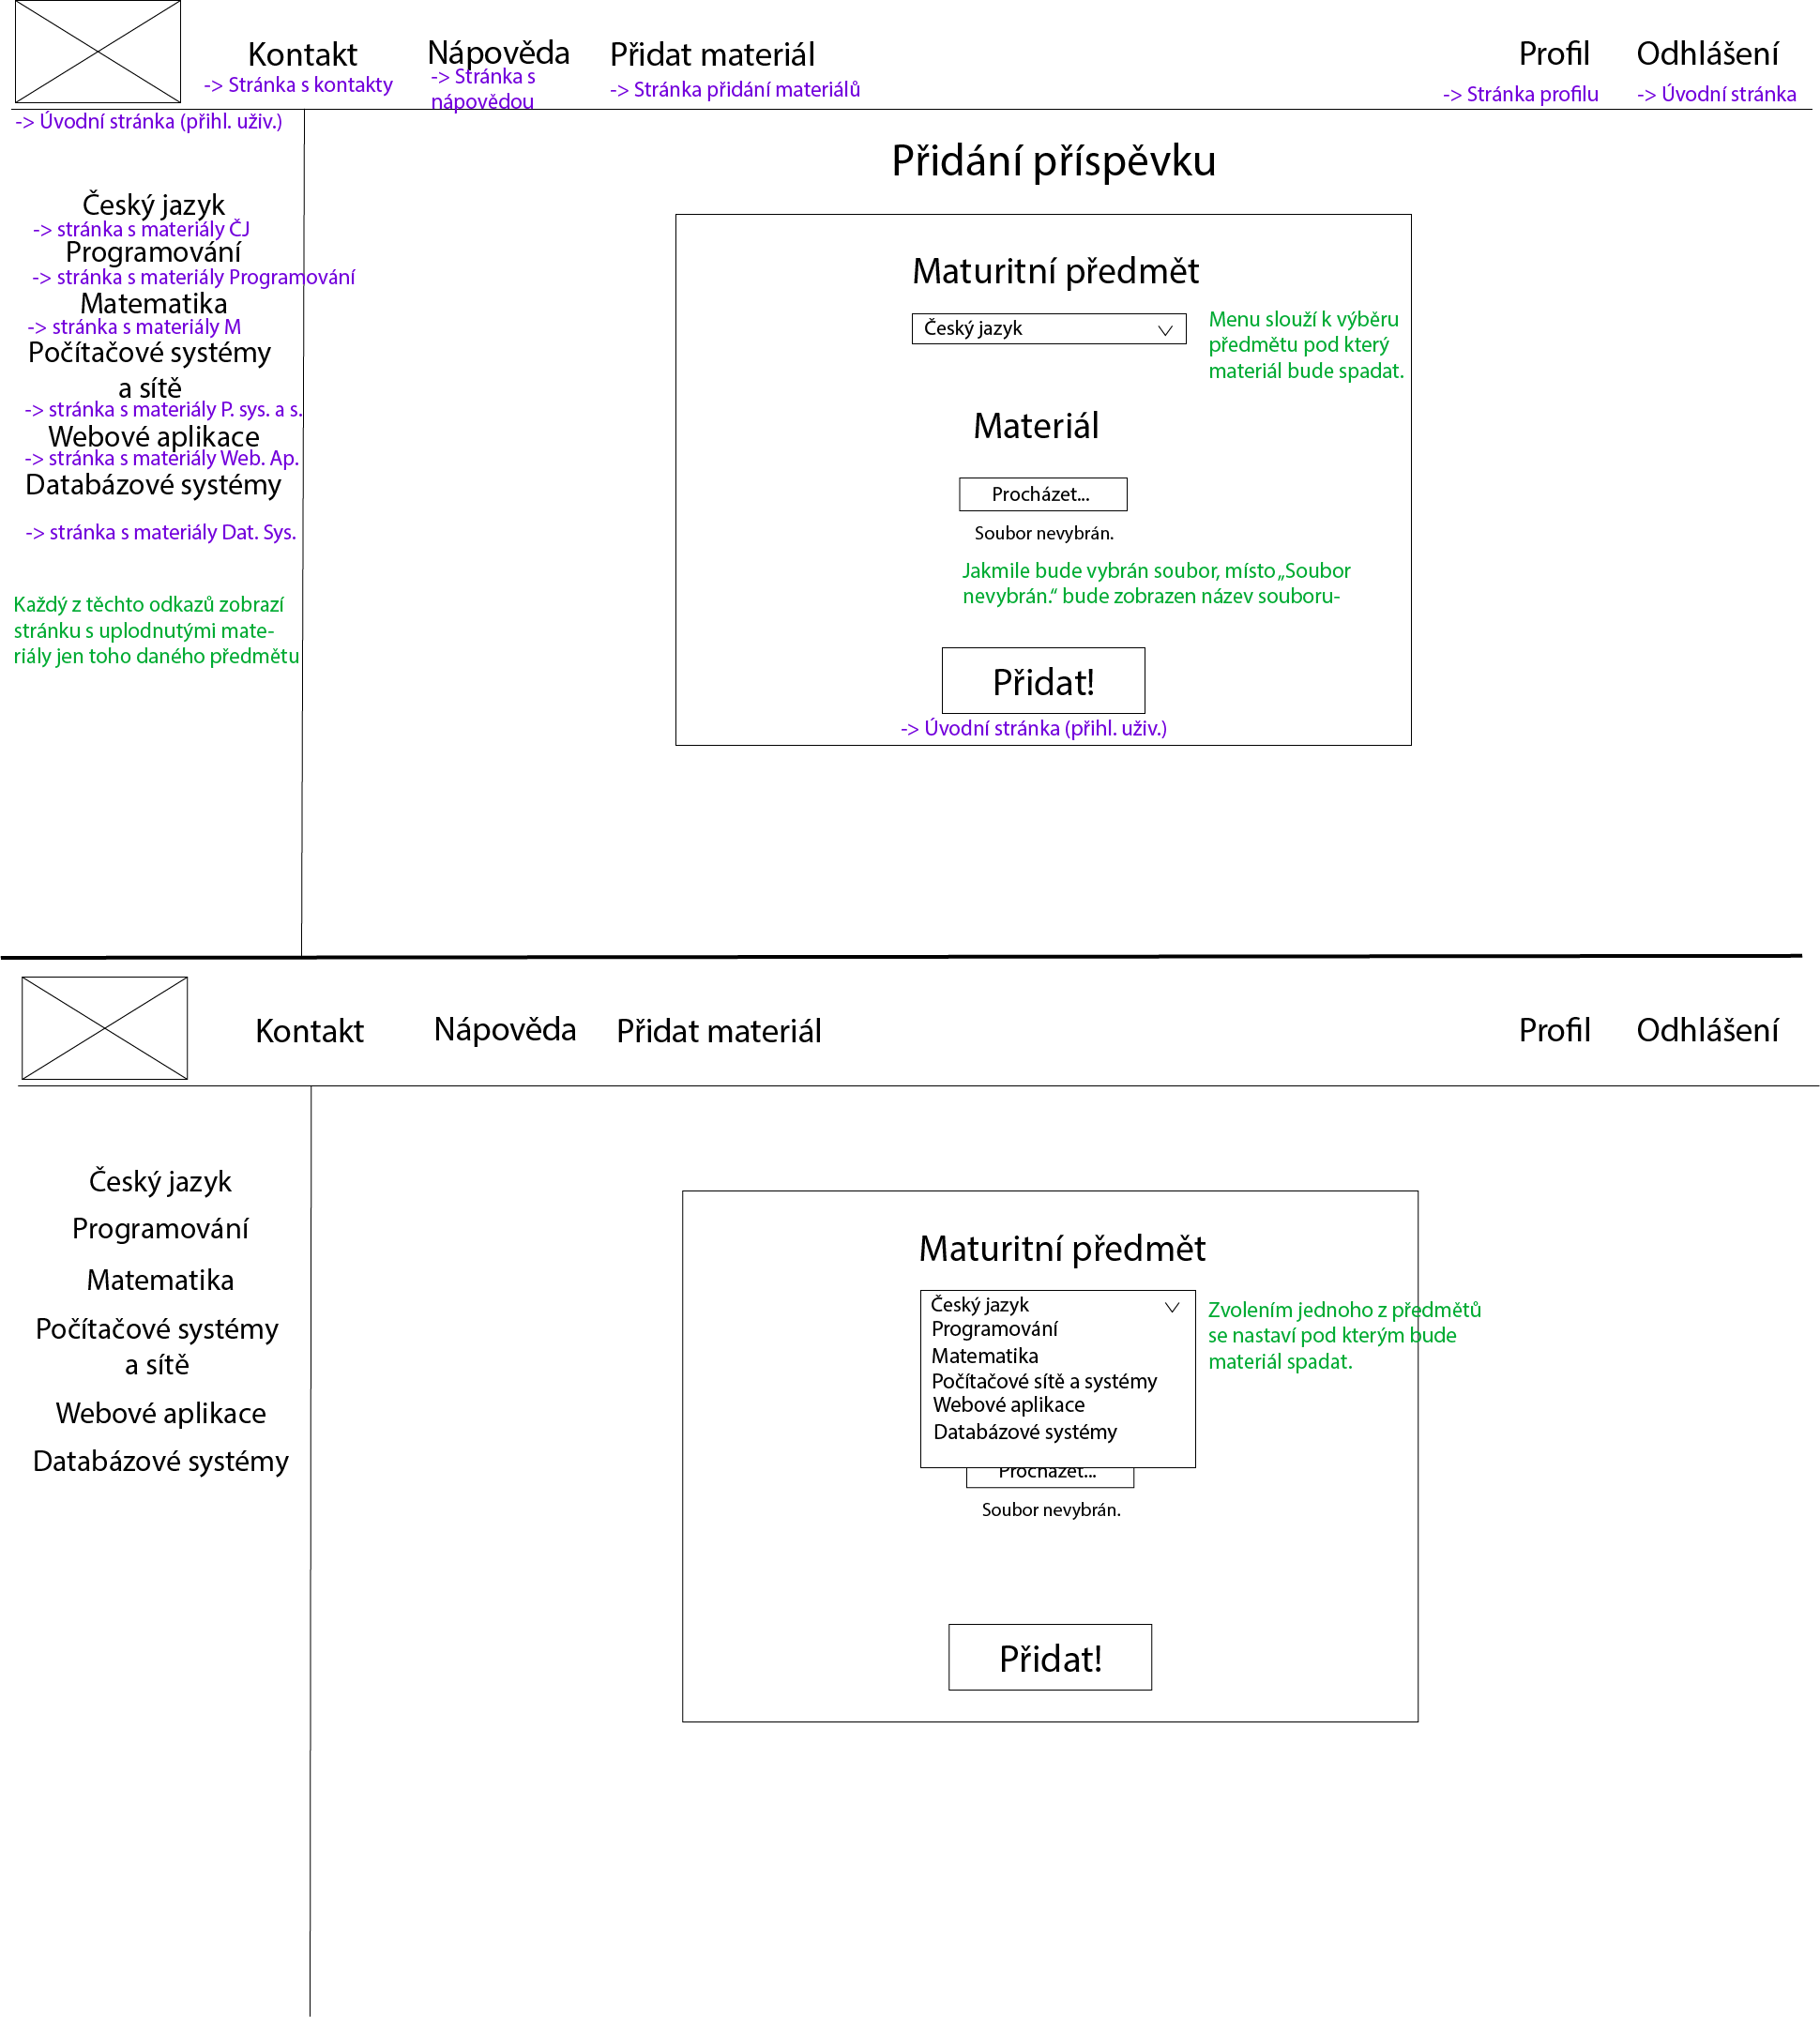 Kontakt
-> Stránka s kontakty
Nápověda
-> Stránka s
nápovědou
Přidat materiál
-> Stránka přidání materiálů
Profil
-> Stránka profilu
Odhlášení
-> Úvodní stránka
-> Úvodní stránka (přihl. uživ.)
Český jazyk
-> stránka s materiály ČJ
Programování
-> stránka s materiály Programování
Matematika
-> stránka s materiály M
Počítačové systémy
a sítě
-> stránka s materiály P. sys. a s.
Webové aplikace
-> stránka s materiály Web. Ap.
Databázové systémy
-> stránka s materiály Dat. Sys.
Každý z těchto odkazů zobrazí
stránku s uplodnutými mate-
riály jen toho daného předmětu
Přidání příspěvku
Maturitní předmět
Český jazyk
Menu slouží k výběru
předmětu pod který
materiál bude spadat.
Materiál
Procházet...
Soubor nevybrán.
Jakmile bude vybrán soubor, místo „Soubor
nevybrán.“ bude zobrazen název souboru-
Přidat!
-> Úvodní stránka (přihl. uživ.)
Kontakt
Nápověda
Přidat materiál
Profil
Odhlášení
Český jazyk
Programování
Matematika
Počítačové systémy
a sítě
Webové aplikace
Databázové systémy
Maturitní předmět
Český jazyk
Programování
Matematika
Počítačové sítě a systémy
Webové aplikace
Databázové systémy
Zvolením jednoho z předmětů
se nastaví pod kterým bude
materiál spadat.
Procházet...
Soubor nevybrán.
Přidat!